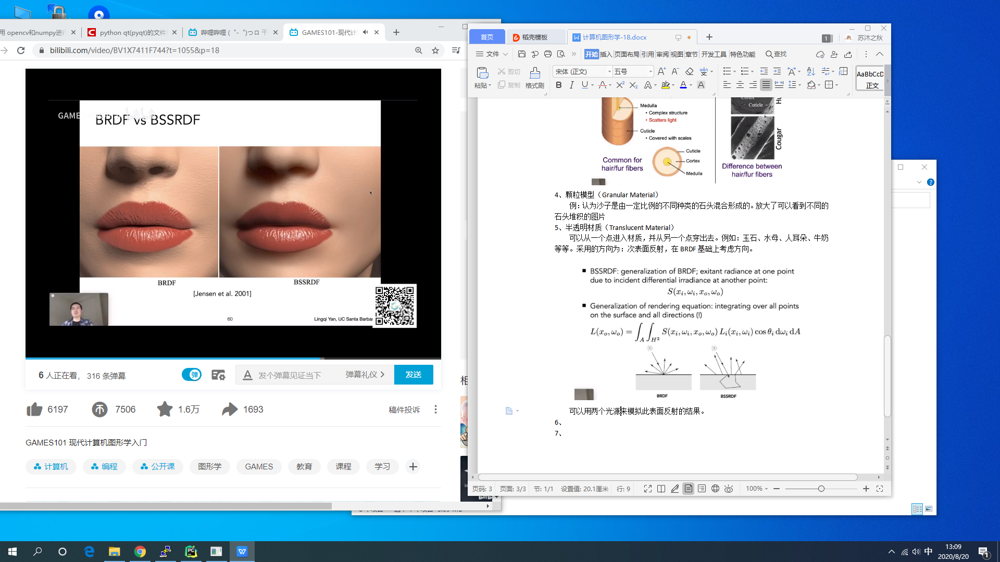 用 opencv和numpy进行
python qt(pyqt)的文件
哔哩哔哩 ( ゜- ゜)つロ 干
GAMES101-现代计
bilibili.com/video/BV1X7411F744?t=1055&p=18
GAME
BRDF vs BSSRDF
BRDF
BSSRDF
[Jensen et al. 2001]
60
Lingqi Yan, UC Santa Barbar
6 人正在看， 316 条弹幕
弹
发个弹幕见证当下
弹幕礼仪
发送
6197
7506
1.6万
1693
稿件投诉
GAMES101 现代计算机图形学入门
计算机
编程
公开课
图形学
GAMES
教育
课程
学习
相
首页
稻壳模板
计算机图形学-18.docx
1
苏沐之秋
文件
开始
插入
页面布局
引用
审阅
视图
章节
开发工具
特色功能
查找
粘贴
剪切
复制
格式刷
宋体 (正文)
五号
AaBbCcD
正文
Medulla
• Complex structure
• Scatters light
Cuticle
• Covered with scales
Common for
hair/fur fibers
Cuticle
Cortex
Medulla
Cortex
Cuticle
Cougar
Difference between
hair/fur fibers
4、颗粒模型（Granular Material）
例：认为沙子是由一定比例的不同种类的石头混合形成的。放大了可以看到不同的
石头堆积的图片
5、半透明材质（Translucent Material）
可以从一个点进入材质，并从另一个点穿出去。例如：玉石、水母、人耳朵、牛奶
等等。采用的方向为：次表面反射，在 BRDF 基础上考虑方向。
BSSRDF: generalization of BRDF; exitant radiance at one point
due to incident differential irradiance at another point:
S(x_i, ω_i, x_o, ω_o)
Generalization of rendering equation: integrating over all points
on the surface and all directions (!)
L(x_o, ω_o) = ∫_A ∫_{H²} S(x_i, ω_i, x_o, ω_o) L_i(x_i, ω_i) cos θ_i dω_i dA
BRDF
BSSRDF
可以用两个光源来模拟此表面反射的结果。
6、
7、
页码: 3
页面: 3/3
节: 1/1
设置值: 20.1厘米
行: 9
100%
中
13:09
2020/8/20
1